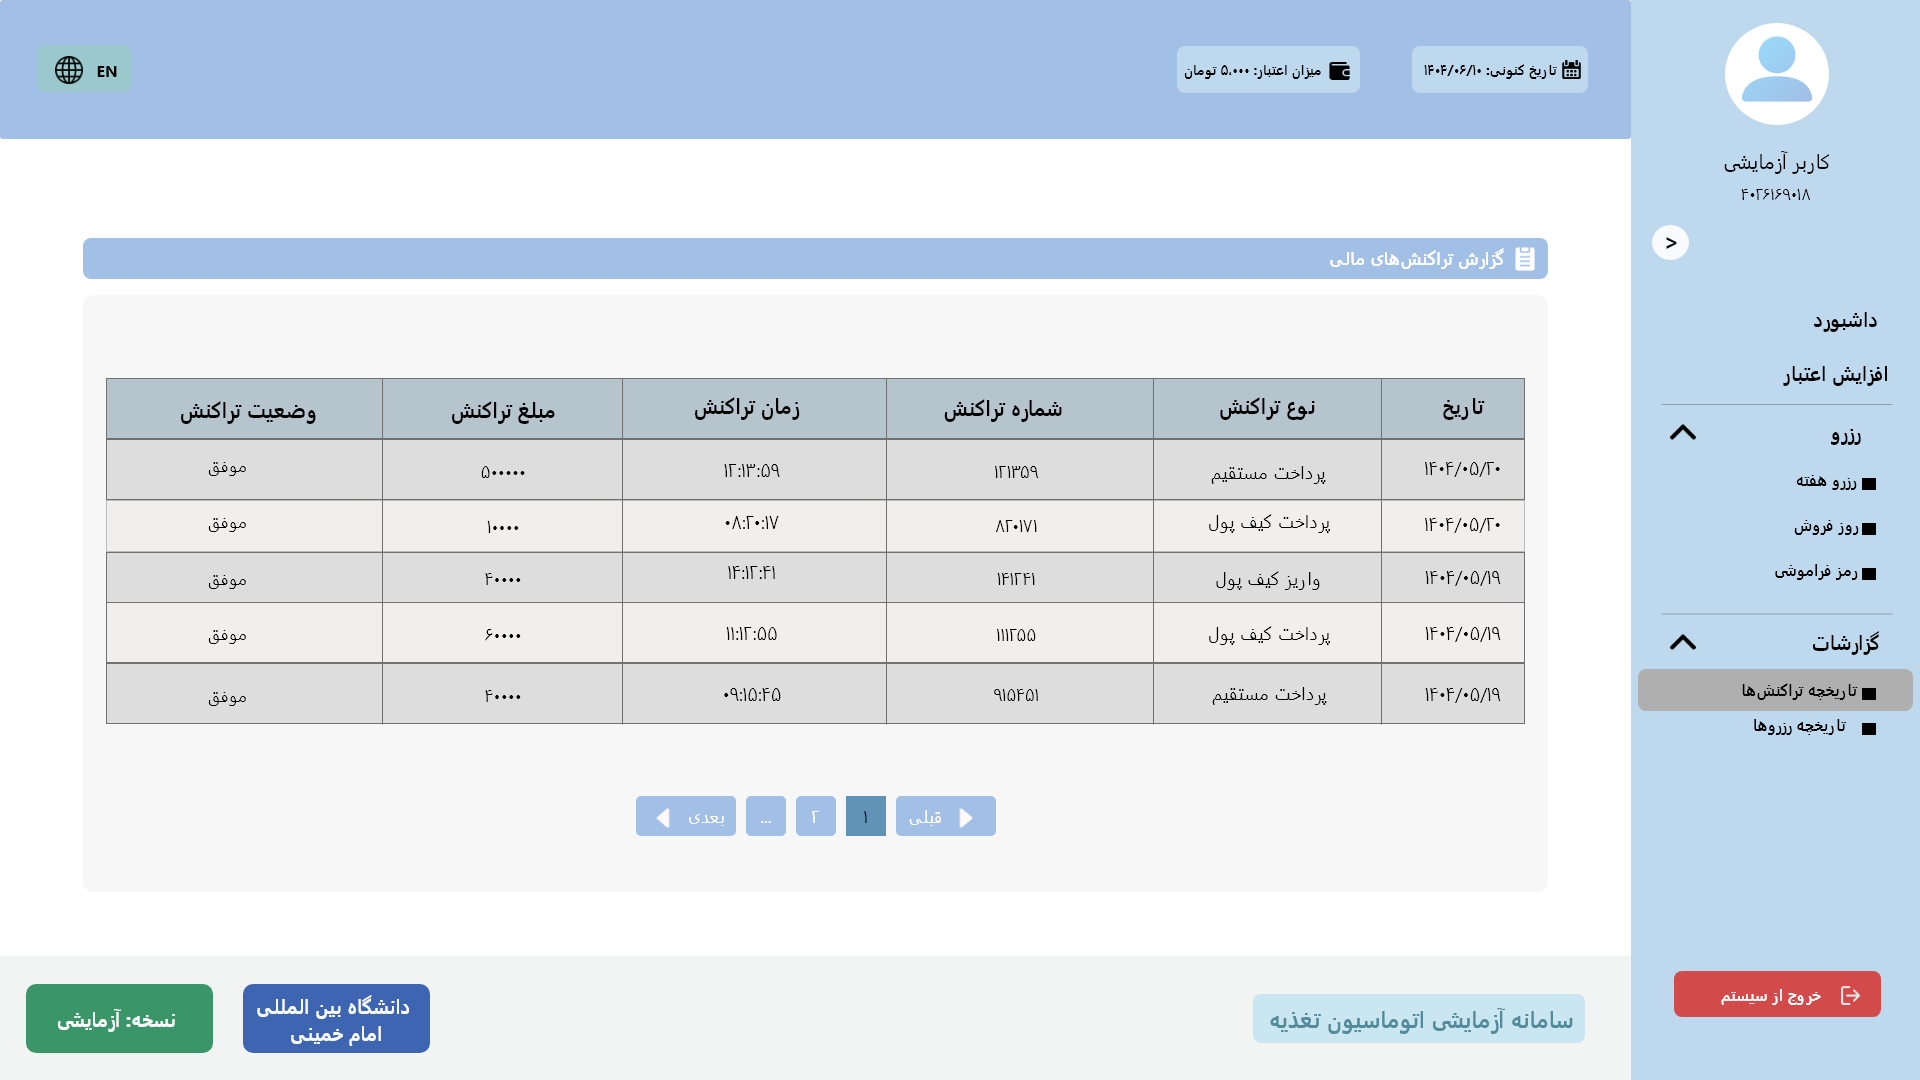 تاریخ کنونی: ۱۴۰۴/۰۶/۱۰
میزان اعتبار: ۵،۰۰۰ تومان
EN
کاربر آزمایشی
۴۰۲۶۱۶۹۰۱۸
<
داشبورد
افزایش اعتبار
رزرو
رزرو هفته
روز فروش
رمز فراموشی
گزارشات
تاریخچه تراکنش‌ها
تاریخچه رزروها
خروج از سیستم
گزارش تراکنش‌های مالی
تاریخ نوع تراکنش شماره تراکنش زمان تراکنش مبلغ تراکنش وضعیت تراکنش
۱۴۰۴/۰۵/۲۰ پرداخت مستقیم ۱۲۱۳۵۹ ۱۲:۱۳:۵۹ ۵۰۰۰۰۰ موفق
۱۴۰۴/۰۵/۲۰ پرداخت کیف پول ۸۲۰۱۷۱ ۰۸:۲۰:۱۷ ۱۰۰۰۰ موفق
۱۴۰۴/۰۵/۱۹ واریز کیف پول ۱۴۱۲۴۱ ۱۴:۱۲:۴۱ ۴۰۰۰۰ موفق
۱۴۰۴/۰۵/۱۹ پرداخت کیف پول ۱۱۱۲۵۵ ۱۱:۱۲:۵۵ ۶۰۰۰۰ موفق
۱۴۰۴/۰۵/۱۹ پرداخت مستقیم ۹۱۵۴۵۱ ۰۹:۱۵:۴۵ ۴۰۰۰۰ موفق
قبلی ۱ ۲ ... بعدی
سامانه آزمایشی اتوماسیون تغذیه
دانشگاه بین المللی
امام خمینی
نسخه: آزمایشی